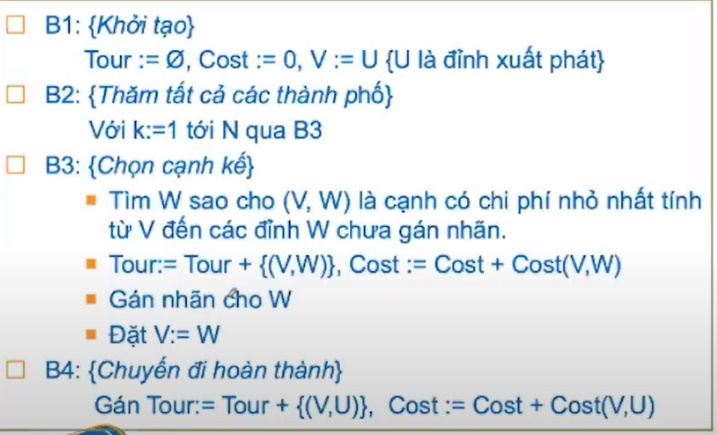 B1: {Khởi tạo}
Tour := Ø, Cost := 0, V := U {U là đỉnh xuất phát}
B2: {Thăm tất cả các thành phố}
Với k:=1 tới N qua B3
B3: {Chọn cạnh kế}
Tìm W sao cho (V, W) là cạnh có chi phí nhỏ nhất tính
từ V đến các đỉnh W chưa gán nhãn.
Tour:= Tour + {(V,W)}, Cost := Cost + Cost(V,W)
Gán nhãn cho W
Đặt V:= W
B4: {Chuyến đi hoàn thành}
Gán Tour:= Tour + {(V,U)}, Cost := Cost + Cost(V,U)